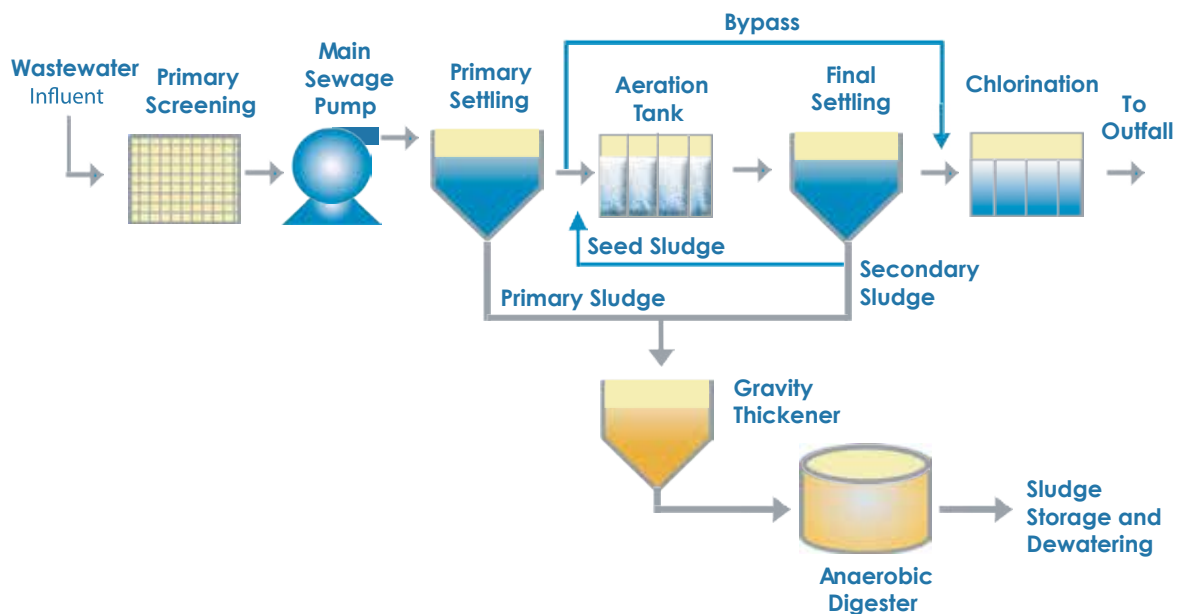 Bypass
Wastewater
Influent
Primary
Screening
Main
Sewage
Pump
Primary
Settling
Aeration
Tank
Final
Settling
Chlorination
To
Outfall
Seed Sludge
Secondary
Sludge
Primary Sludge
Gravity
Thickener
Sludge
Storage and
Dewatering
Anaerobic
Digester